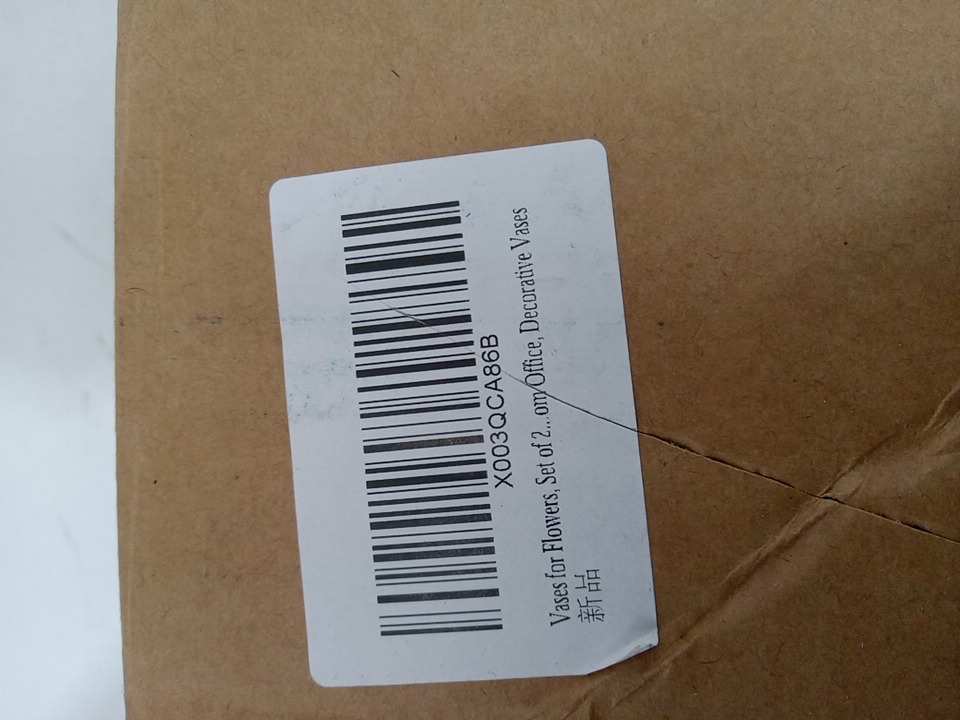 X003QCA86B
Vases for Flowers, Set of 2...om Office, Decorative Vases
新品